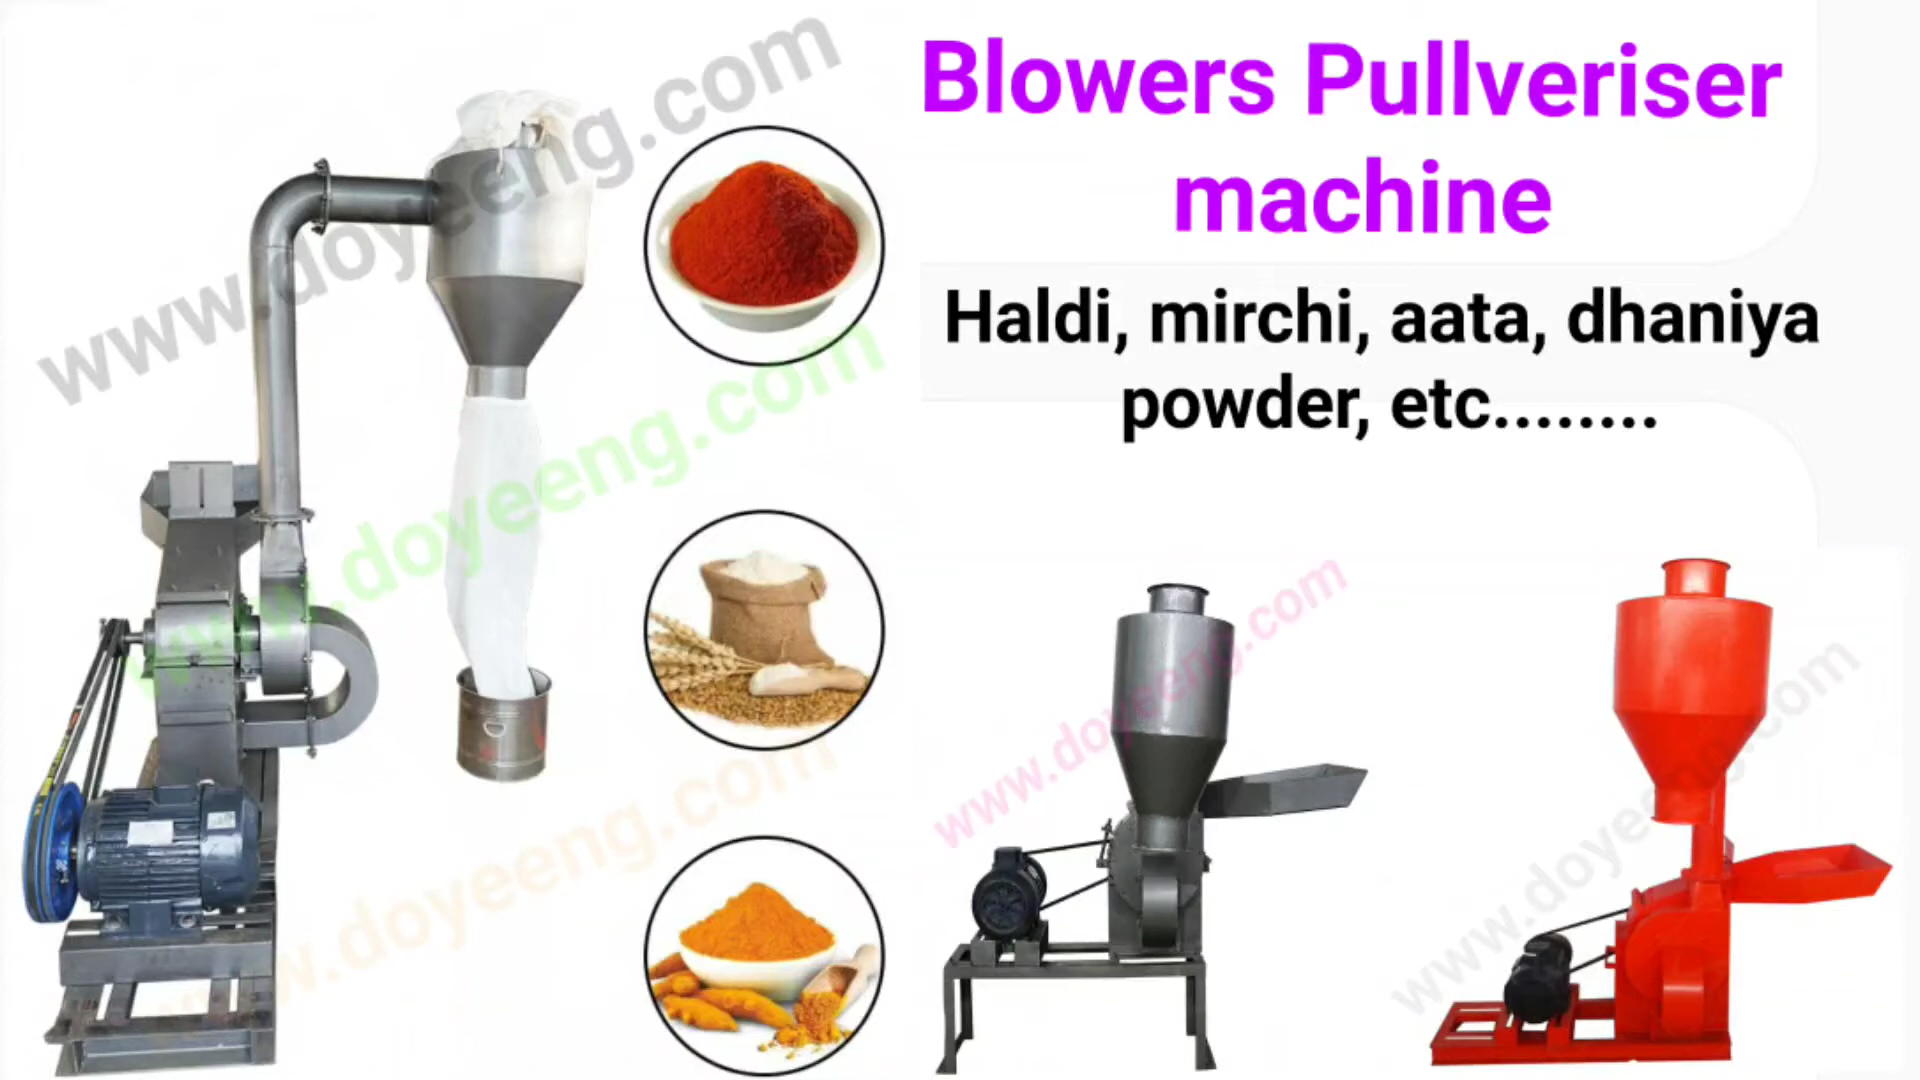 www.doyeeng.com
Blowers Pullveriser
machine
Haldi, mirchi, aata, dhaniya
powder, etc........
www.doyeeng.com
www.doyeeng.com
www.doyeeng.com
www.doyeeng.com